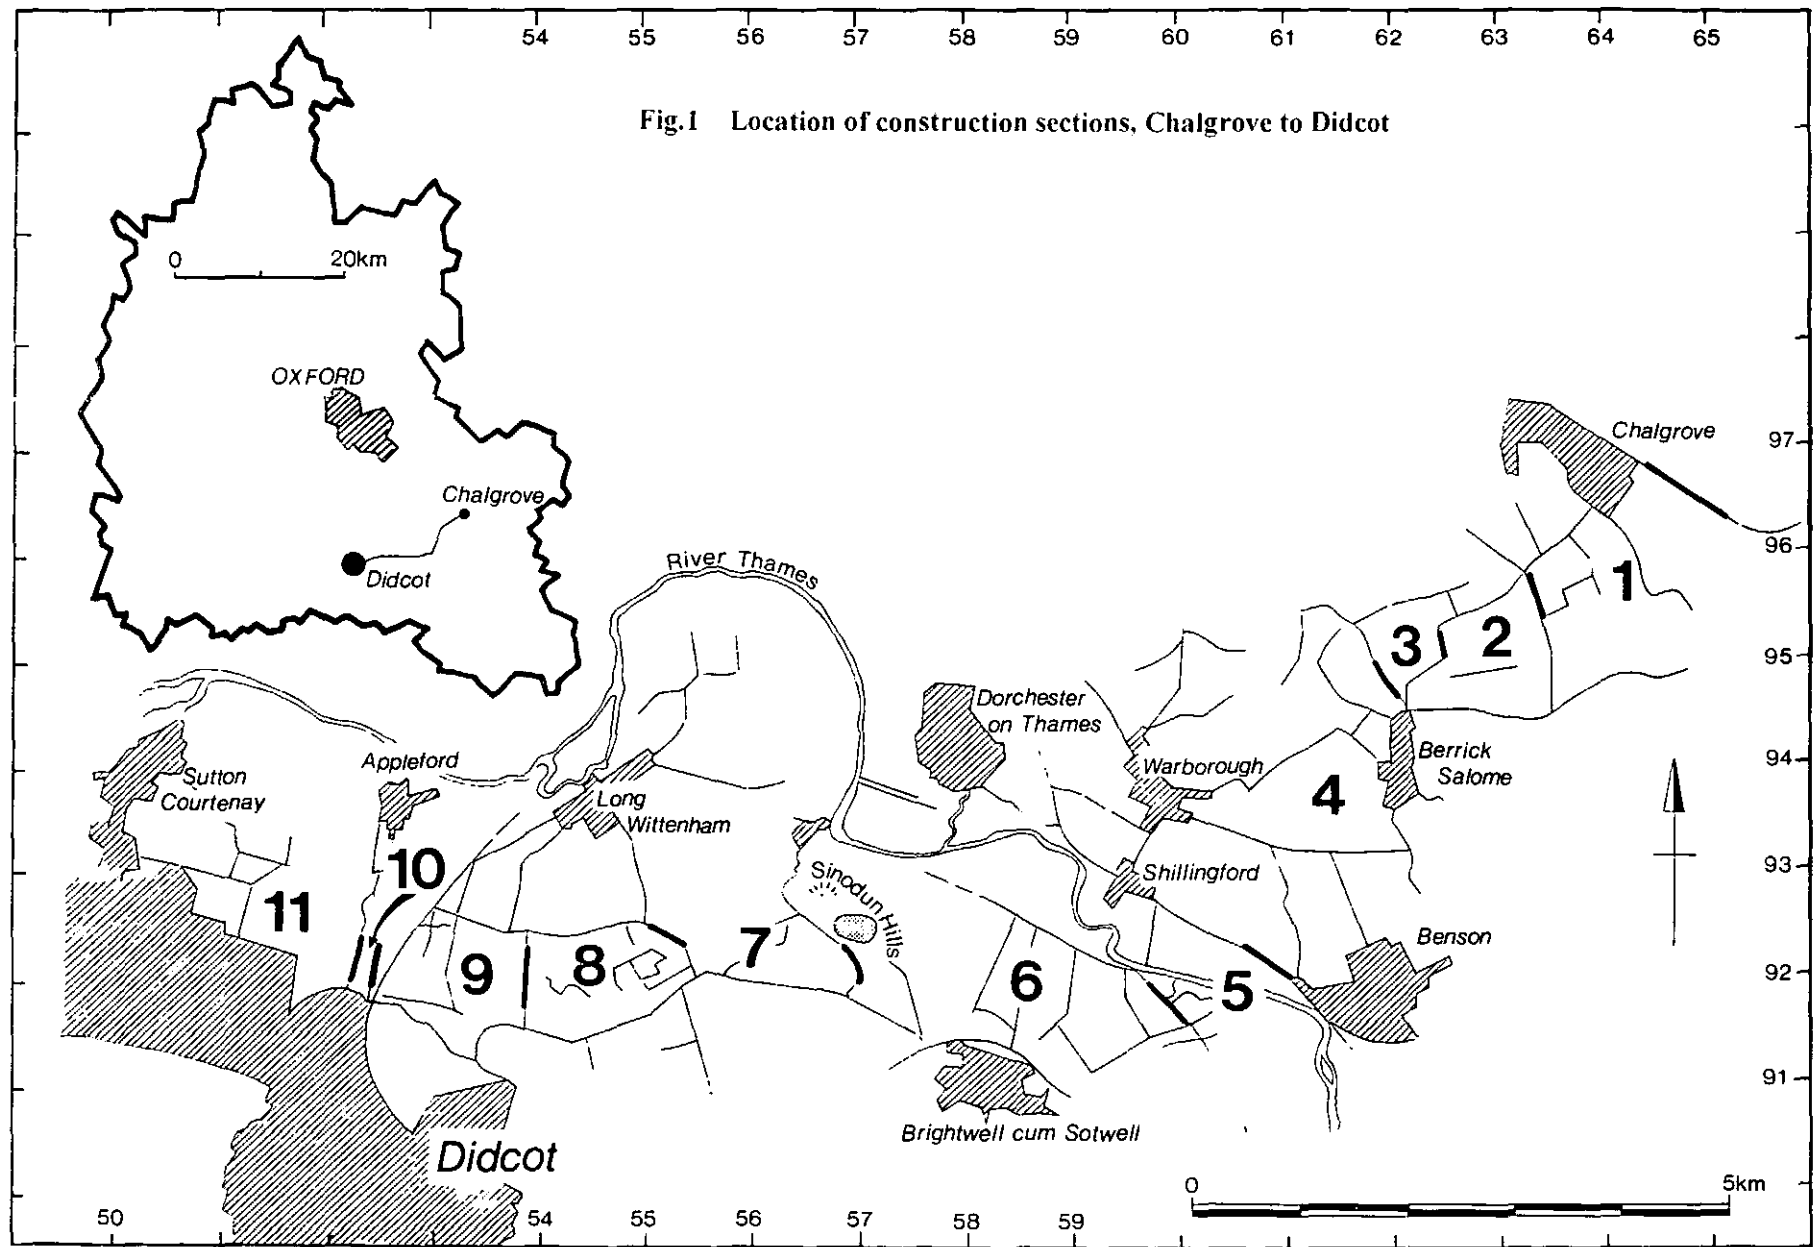 54 55 56 57 58 59 60 61 62 63 64 65
Fig.1 Location of construction sections, Chalgrove to Didcot
0 20km
OXFORD
Chalgrove
Didcot
River Thames
Chalgrove
97
96
1
2
3
95
Dorchester
on Thames
Sutton
Courtenay
Appleford
Long
Wittenham
Warborough
Berrick
Salome
94
4
10
11
Sinodun Hills
Shillingford
93
Benson
9
8
7
6
5
92
91
Brightwell cum Sotwell
Didcot
0 5km
50 54 55 56 57 58 59